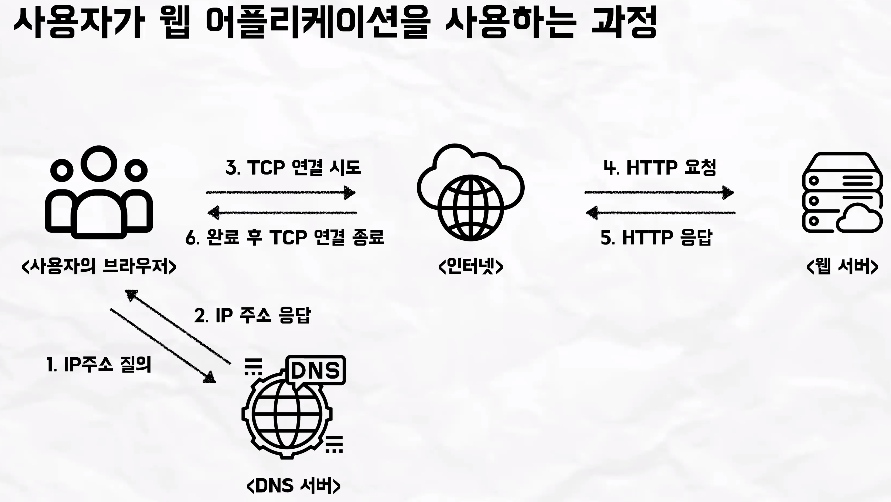 사용자가 웹 어플리케이션을 사용하는 과정
3. TCP 연결 시도
4. HTTP 요청
6. 완료 후 TCP 연결 종료
5. HTTP 응답
<사용자의 브라우저>
<인터넷>
<웹 서버>
2. IP 주소 응답
1. IP주소 질의
DNS
<DNS 서버>